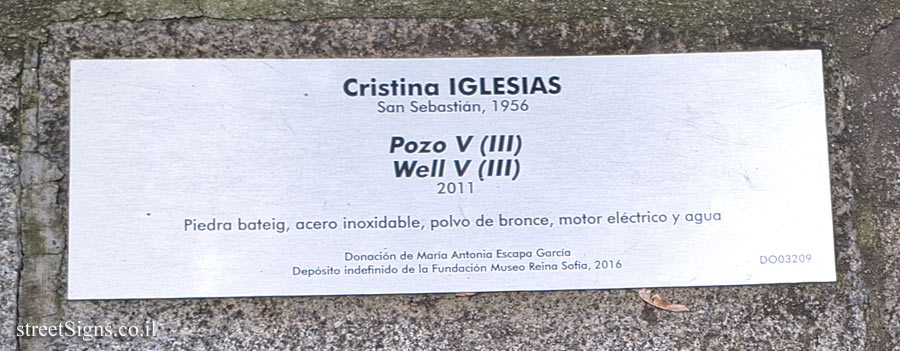 Cristina IGLESIAS
San Sebastián, 1956
Pozo V (III)
Well V (III)
2011
Piedra bateig, acero inoxidable, polvo de bronce, motor eléctrico y agua
Donación de María Antonia Escapa García
Depósito indefinido de la Fundación Museo Reina Sofía, 2016
DO03209
streetSigns.co.il